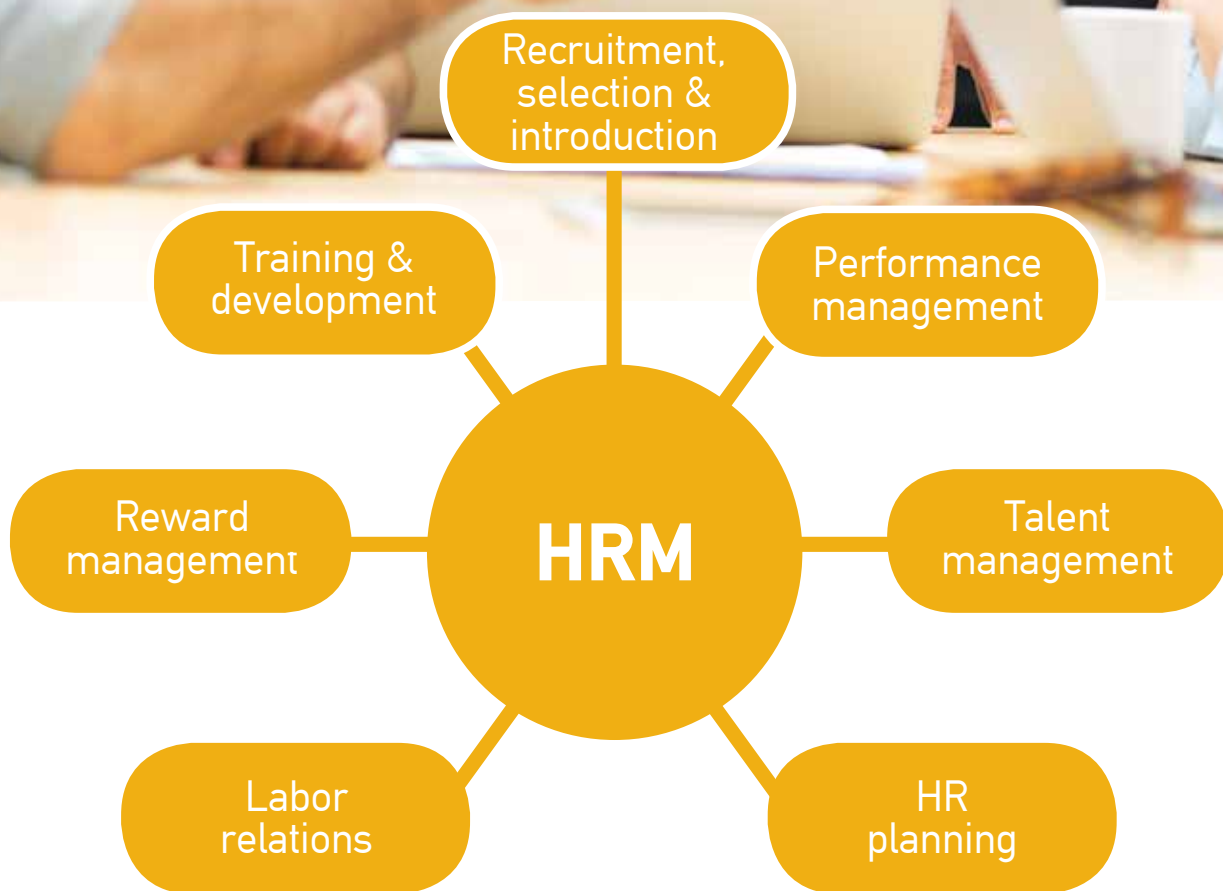 Recruitment,
selection &
introduction
Training &
development
Performance
management
Reward
management
HRM
Talent
management
Labor
relations
HR
planning